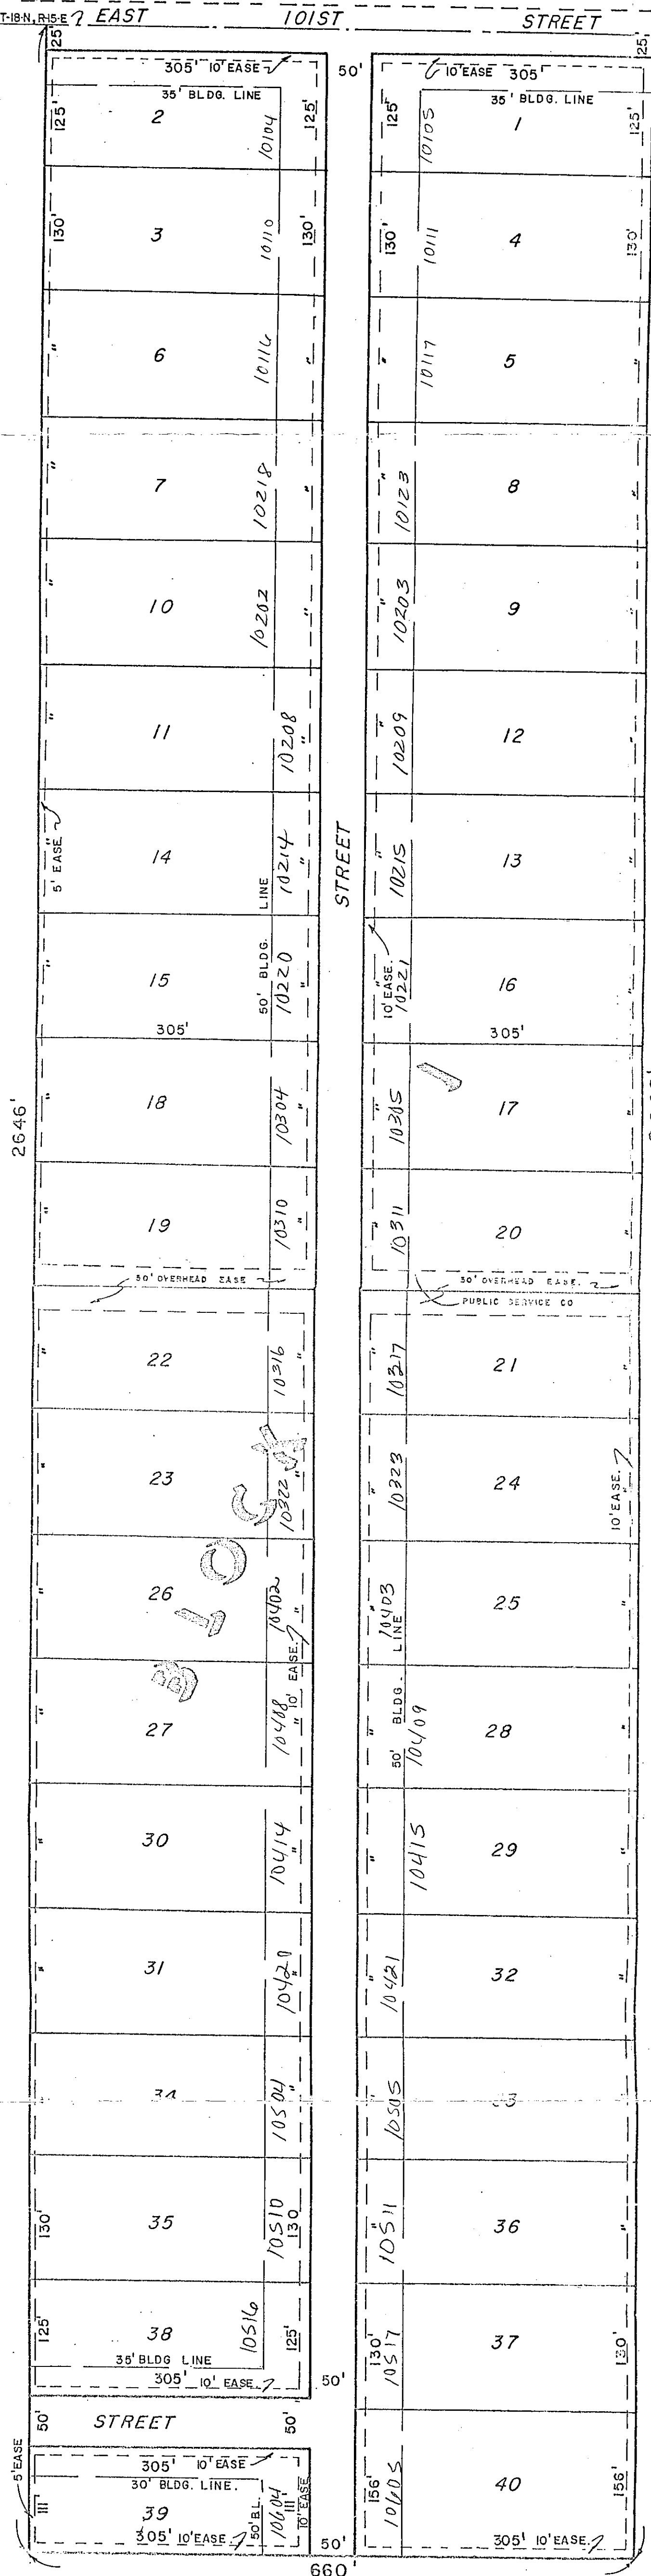 T-18-N, R-15-E EAST 101ST STREET
25' 25'
305' 10' EASE 50' 10' EASE 305'
35' BLDG. LINE 35' BLDG LINE
125' 2 10104 125' 125' 10105 1 125'
130' 3 10110 130' 130' 10111 4 130'
" 6 10116 " " 10117 5 "
" 7 10218 " " 10123 8 "
" 10 10202 " " 10203 9 "
" 11 10208 " " 10209 12 "
5' EASE " 14 10214 " STREET " 10215 13 "
" 15 50' BLDG. LINE 10220 " 10' EASE. " 10221 16
305' 305'
2646'
" 18 10304 " " 10305 17 "
" 19 10310 " " 10311 20 "
50' OVERHEAD EASE 50' OVERHEAD EASE.
PUBLIC SERVICE CO
" 22 10316 " " 10317 21 "
" 23 10322 " " 10323 24 10' EASE.
BLOCK 1
" 26 10402 " " 10403 25 "
10' EASE. 50' BLDG. LINE
" 27 10408 " " 10409 28 "
" 30 10414 " " 10415 29 "
" 31 10420 " " 10421 32 "
10504 " 10505
130' 35 10510 130' " 10511 36 "
125' 38 10516 125' 130' 10517 37 130'
35' BLDG LINE
305' 10' EASE. 50'
50' STREET 50'
5' EASE
305' 10' EASE
30' BLDG. LINE.
111' 39 50' B.L. 10604 111' 10' EASE 156' 10605 40 156'
305' 10' EASE. 50' 305' 10' EASE.
660'